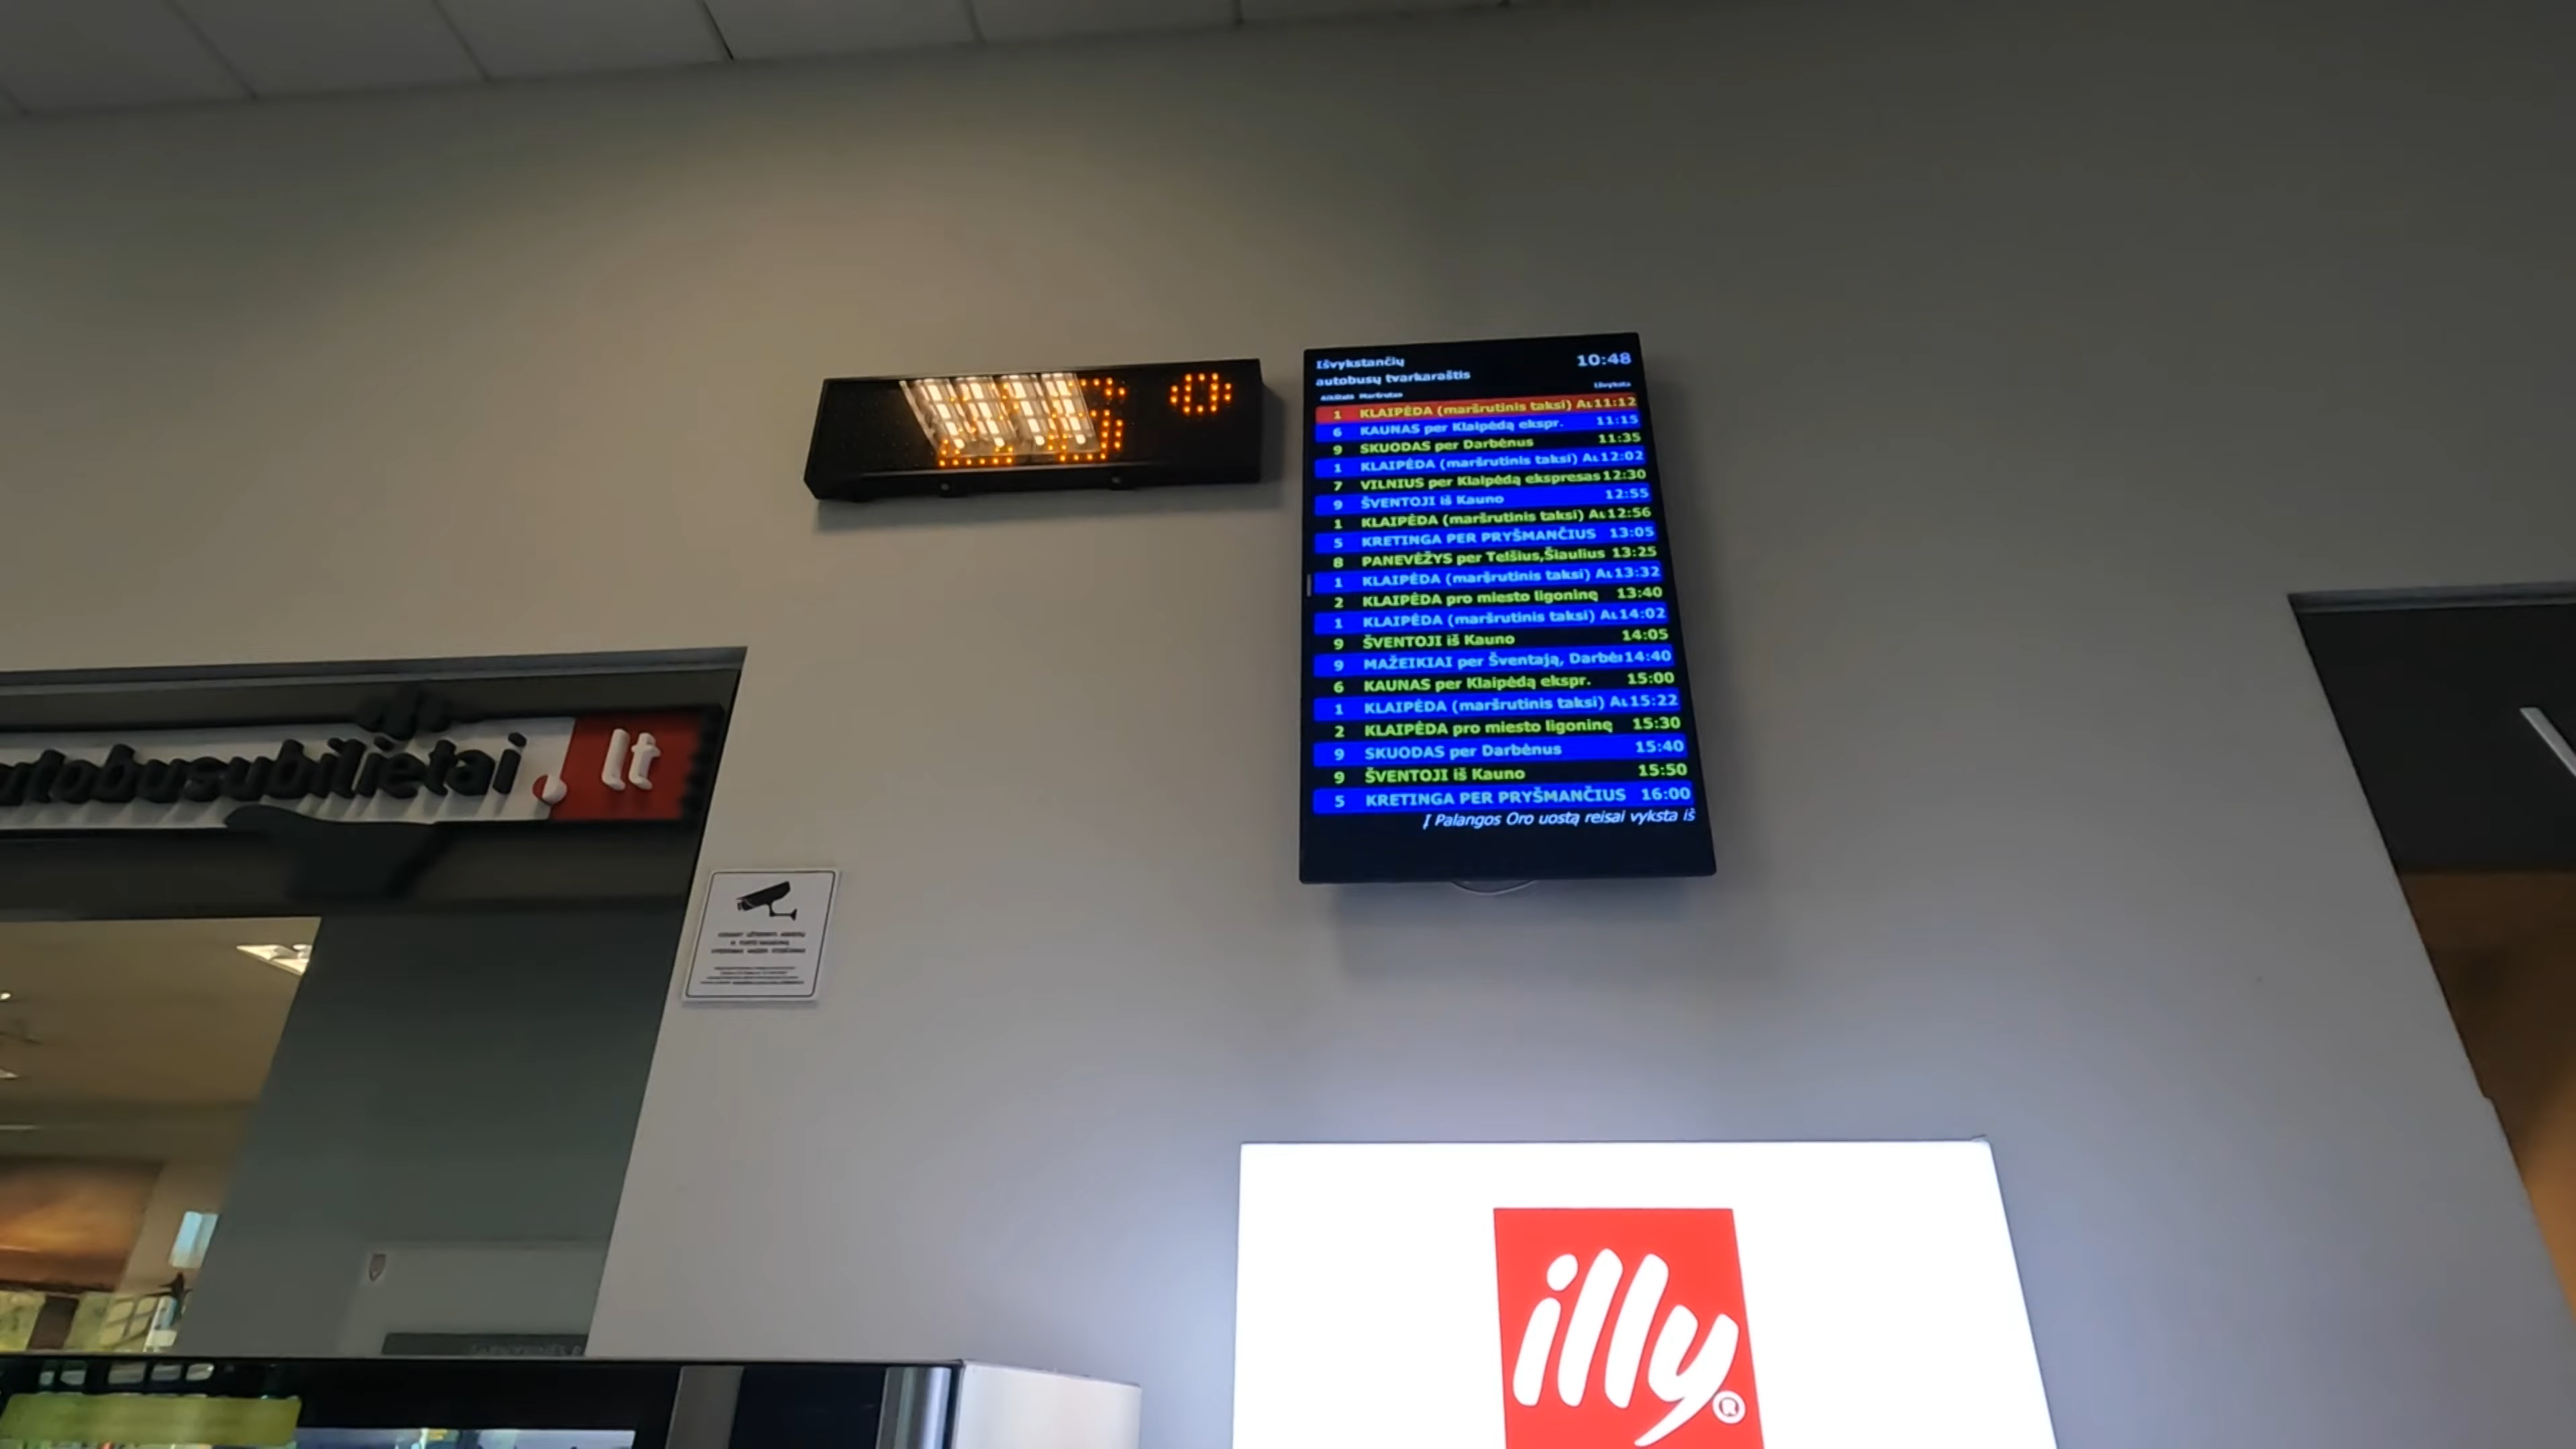 Išvykstančių 10:48
autobusų tvarkaraštis
Išvyksta
Aikštelė Maršrutas
1 KLAIPĖDA (maršrutinis taksi) 11:12
6 KAUNAS per Klaipėdą ekspr. 11:15
9 SKUODAS per Darbėnus 11:35
1 KLAIPĖDA (maršrutinis taksi) 12:02
7 VILNIUS per Klaipėdą ekspresas 12:30
9 ŠVENTOJI iš Kauno 12:55
1 KLAIPĖDA (maršrutinis taksi) 12:56
5 KRETINGA PER PRYŠMANČIUS 13:05
8 PANEVĖŽYS per Telšius,Šiaulius 13:25
1 KLAIPĖDA (maršrutinis taksi) 13:32
2 KLAIPĖDA pro miesto ligoninę 13:40
1 KLAIPĖDA (maršrutinis taksi) 14:02
9 ŠVENTOJI iš Kauno 14:05
9 MAŽEIKIAI per Šventąją, 14:40
6 KAUNAS per Klaipėdą ekspr. 15:00
1 KLAIPĖDA (maršrutinis taksi) 15:22
2 KLAIPĖDA pro miesto ligoninę 15:30
9 SKUODAS per Darbėnus 15:40
9 ŠVENTOJI iš Kauno 15:50
5 KRETINGA PER PRYŠMANČIUS 16:00
Į Palangos Oro uostą reisai vyksta iš
utobusubilietai.lt
illy®